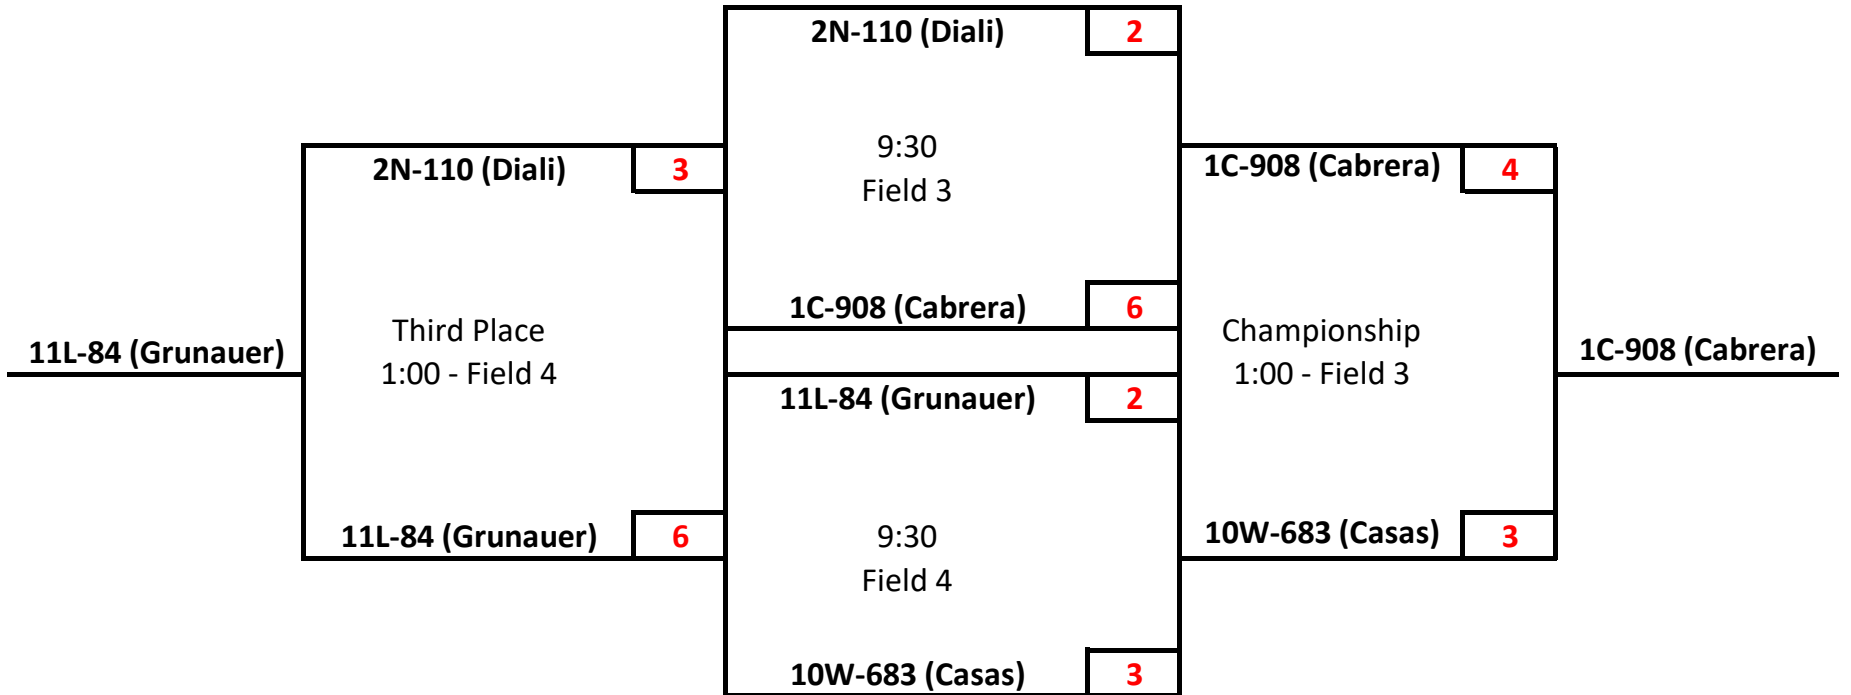 2N-110 (Diali) 2
9:30
Field 3
1C-908 (Cabrera) 6
2N-110 (Diali) 3
Third Place
1:00 - Field 4
11L-84 (Grunauer) 6
11L-84 (Grunauer)
11L-84 (Grunauer) 2
9:30
Field 4
10W-683 (Casas) 3
1C-908 (Cabrera) 4
Championship
1:00 - Field 3
10W-683 (Casas) 3
1C-908 (Cabrera)